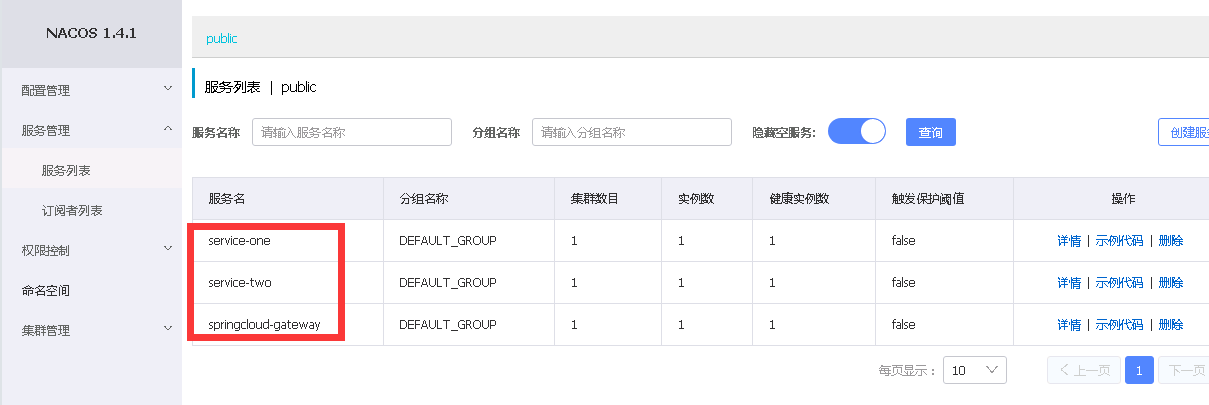 NACOS 1.4.1
配置管理
服务管理
服务列表
订阅者列表
权限控制
命名空间
集群管理
public
服务列表 | public
服务名称 请输入服务名称 分组名称 请输入分组名称 隐藏空服务: 查询 创建服务
服务名 分组名称 集群数目 实例数 健康实例数 触发保护阈值 操作
service-one DEFAULT_GROUP 1 1 1 false 详情 | 示例代码 | 删除
service-two DEFAULT_GROUP 1 1 1 false 详情 | 示例代码 | 删除
springcloud-gateway DEFAULT_GROUP 1 1 1 false 详情 | 示例代码 | 删除
每页显示: 10 上一页 1 下一页